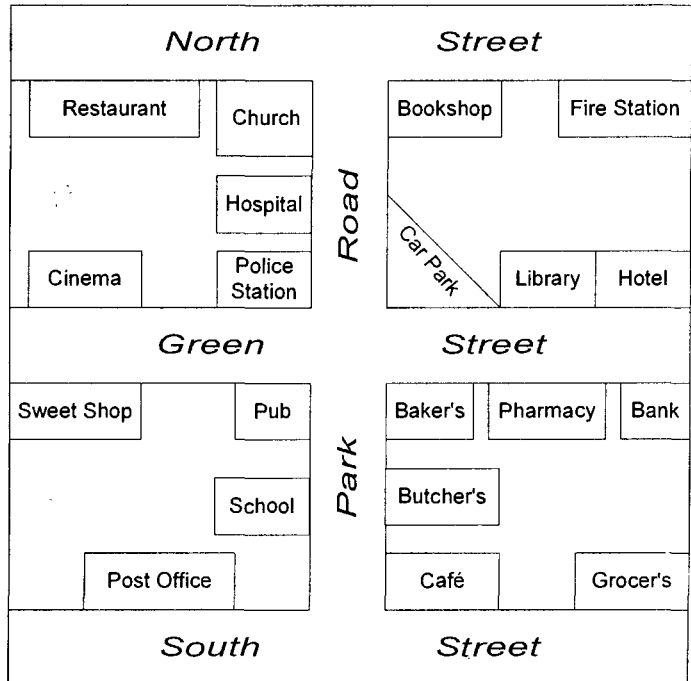 North Street
Restaurant
Church
Bookshop
Fire Station
Hospital
Road
Car Park
Cinema
Police
Station
Library
Hotel
Green Street
Sweet Shop
Pub
Baker's
Pharmacy
Bank
Park
School
Butcher's
Post Office
Café
Grocer's
South Street